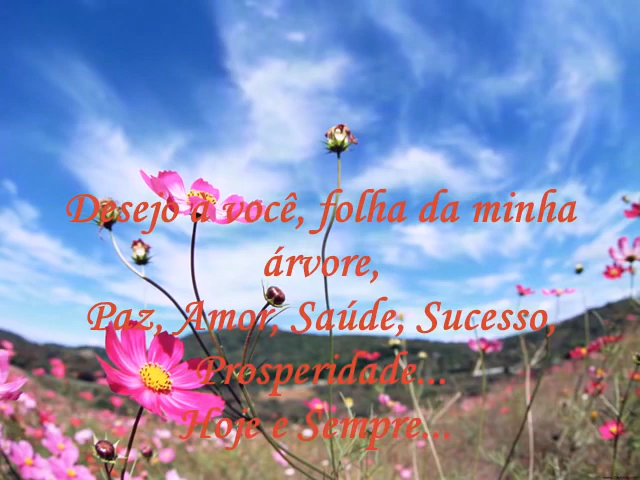 Desejo a você, folha da minha
árvore,
Paz, Amor, Saúde, Sucesso,
Prosperidade...
Hoje e Sempre...